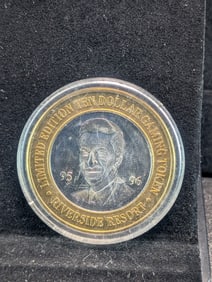 LIMITED EDITION TEN DOLLAR GAMING TOKEN
95 96
RIVERSIDE RESORT